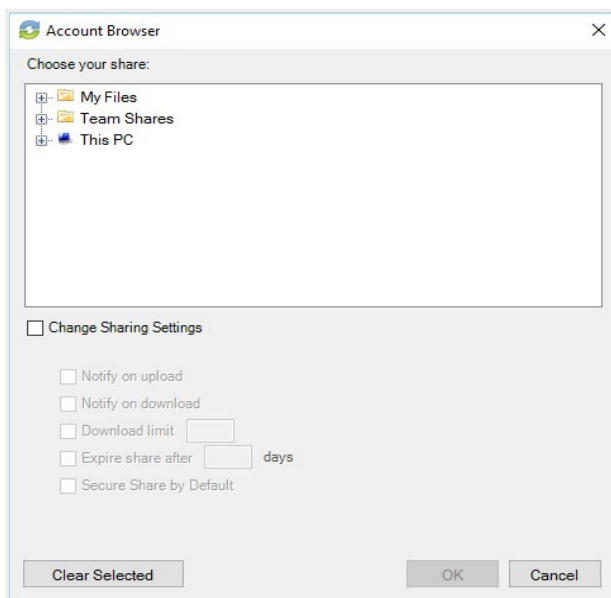 Account Browser
Choose your share:
My Files
Team Shares
This PC
Change Sharing Settings
Notify on upload
Notify on download
Download limit
Expire share after days
Secure Share by Default
Clear Selected OK Cancel